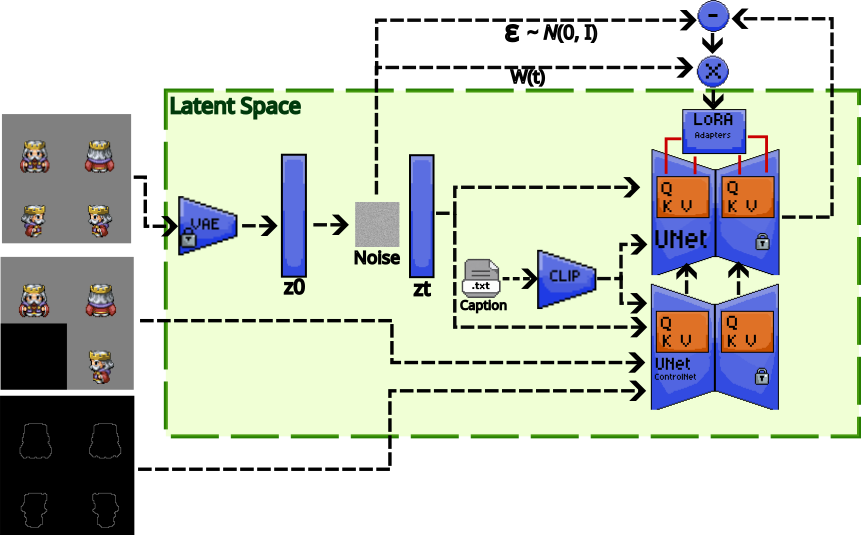 -
ε ~ N(0, I)
W(t)
X
Latent Space
LoRA
Adapters
Q
K V
Q
K V
UNet
VAE
Noise
z0
zt
.txt
Caption
CLIP
Q
K V
Q
K V
UNet
ControlNet